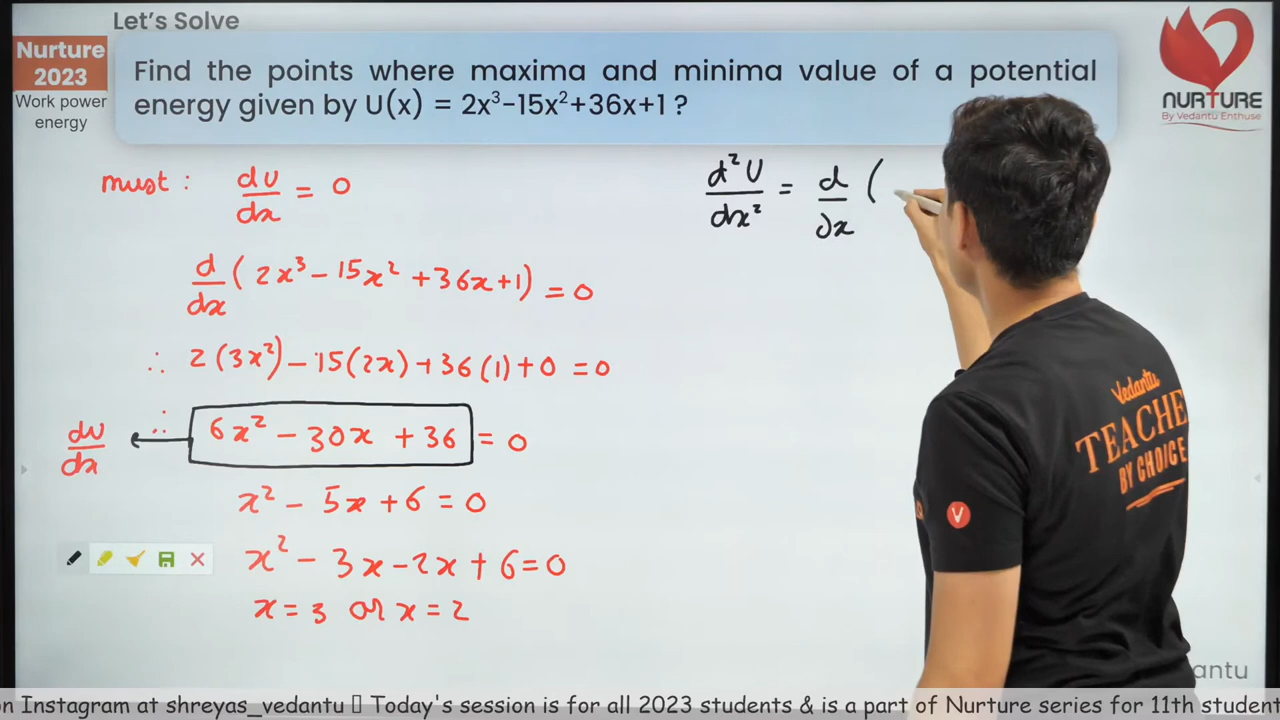 Let's Solve
Nurture
2023
Work power
energy
Find the points where maxima and minima value of a potential
energy given by U(x) = 2x³-15x²+36x+1 ?
NURTURE
By Vedantu Enthuse
must : dU/dx = 0
d/dx (2x³ - 15x² + 36x + 1) = 0
∴ 2(3x²) - 15(2x) + 36(1) + 0 = 0
dU/dx ← ∴ 6x² - 30x + 36 = 0
x² - 5x + 6 = 0
x² - 3x - 2x + 6 = 0
x = 3 or x = 2
d²U/dx² = d/dx (
Vedantu
TEACHE
BY CHOICE
V
antu
on Instagram at shreyas_vedantu ▯ Today's session is for all 2023 students & is a part of Nurture series for 11th student